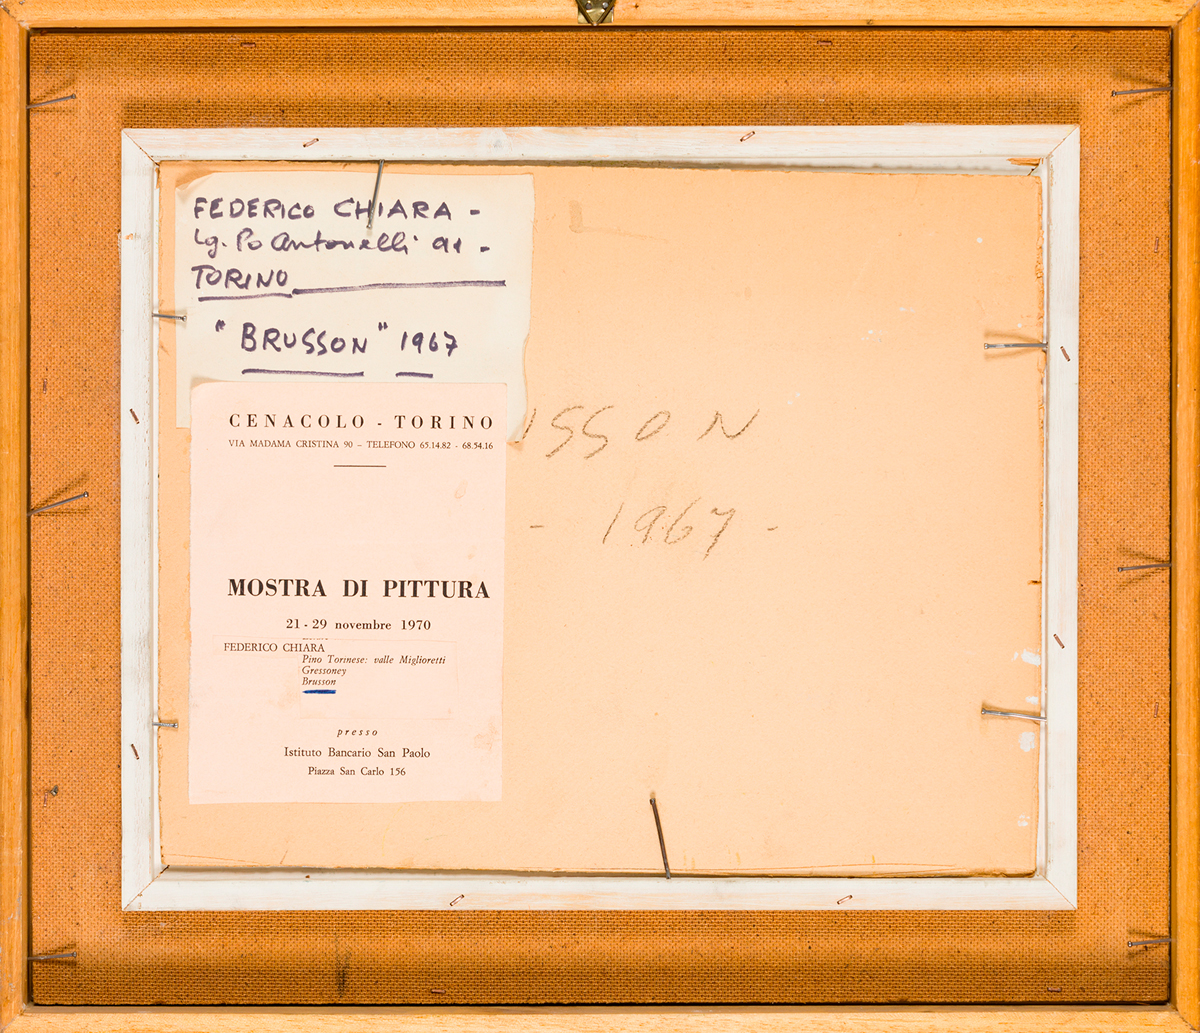 FEDERICO CHIARA -
Lg. Po Antonelli 91 -
TORINO
"BRUSSON" 1967
CENACOLO - TORINO
VIA MADAMA CRISTINA 90 – TELEFONO 65.14.82 - 68.54.16
MOSTRA DI PITTURA
21 - 29 novembre 1970
FEDERICO CHIARA
Pino Torinese: valle Miglioretti
Gressoney
Brusson
presso
Istituto Bancario San Paolo
Piazza San Carlo 156
USSON
- 1967 -